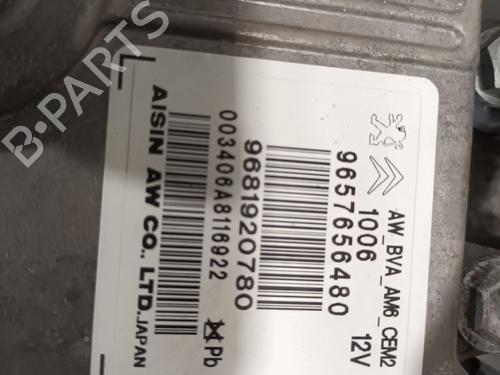 AW_BVA_AM6_CEM2
1006 12V
9657656480
9681920780
003406A8116922
Pb
AISIN AW CO., LTD. JAPAN
B-PARTS